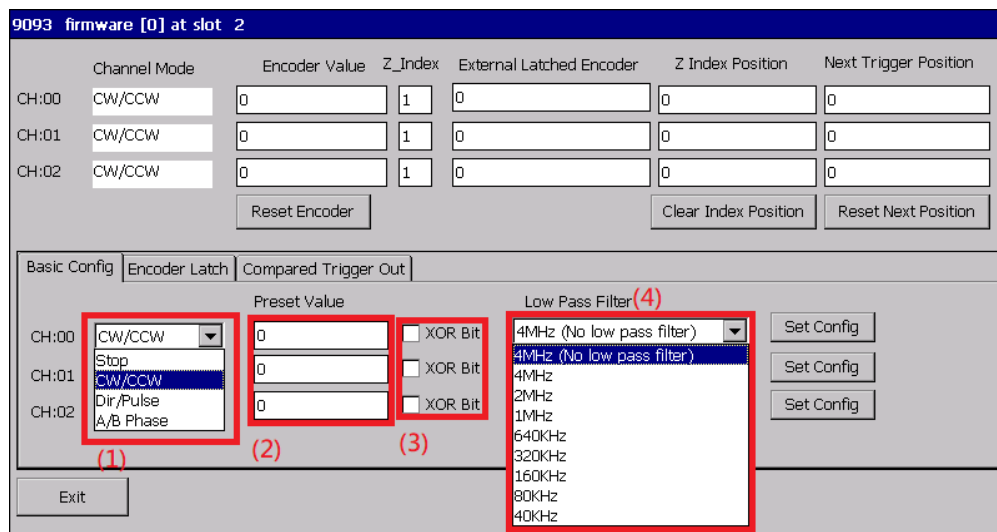 9093 firmware [0] at slot 2
Channel Mode Encoder Value Z_Index External Latched Encoder Z Index Position Next Trigger Position
CH:00 CW/CCW 0 1 0 0 0
CH:01 CW/CCW 0 1 0 0 0
CH:02 CW/CCW 0 1 0 0 0
Reset Encoder Clear Index Position Reset Next Position
Basic Config Encoder Latch Compared Trigger Out
Preset Value Low Pass Filter (4)
CH:00 CW/CCW 0 XOR Bit 4MHz (No low pass filter) Set Config
Stop 4MHz (No low pass filter)
CH:01 CW/CCW 0 XOR Bit 4MHz Set Config
Dir/Pulse 2MHz
CH:02 A/B Phase 0 XOR Bit 1MHz Set Config
640KHz
(1) (2) (3) 320KHz
160KHz
Exit 80KHz
40KHz